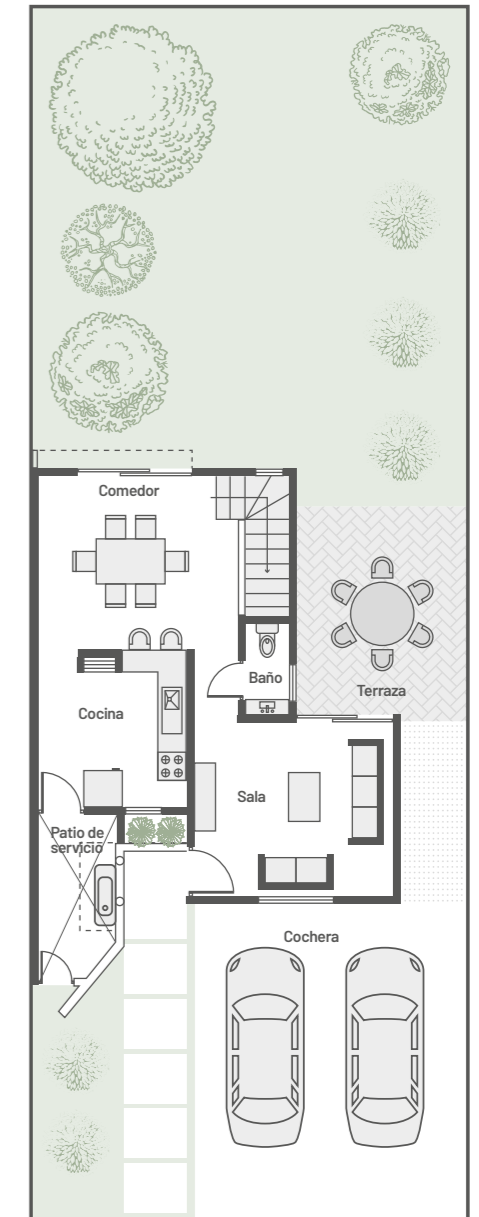 Comedor
Baño
Terraza
Cocina
Sala
Patio de
servicio
Cochera